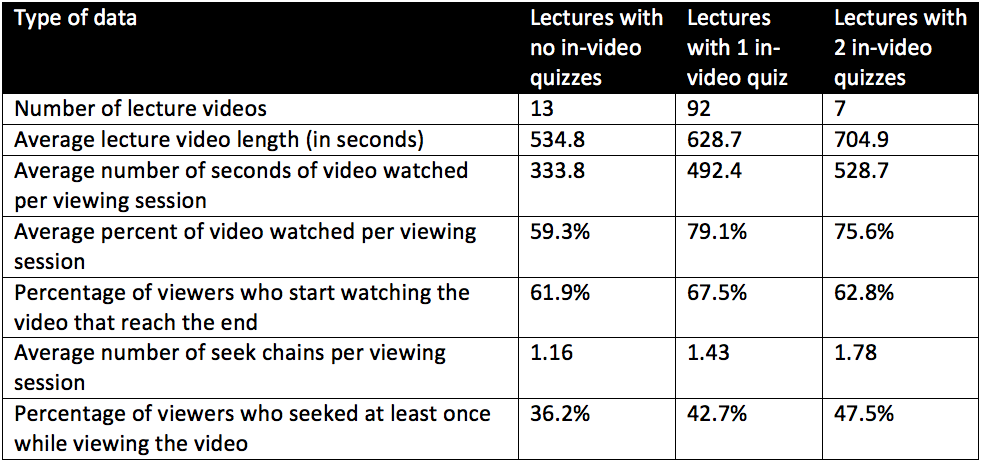 Type of data
Lectures with
no in-video
quizzes
Lectures
with 1 in-
video quiz
Lectures with
2 in-video
quizzes
Number of lecture videos
13
92
7
Average lecture video length (in seconds)
534.8
628.7
704.9
Average number of seconds of video watched
per viewing session
333.8
492.4
528.7
Average percent of video watched per viewing
session
59.3%
79.1%
75.6%
Percentage of viewers who start watching the
video that reach the end
61.9%
67.5%
62.8%
Average number of seek chains per viewing
session
1.16
1.43
1.78
Percentage of viewers who seeked at least once
while viewing the video
36.2%
42.7%
47.5%